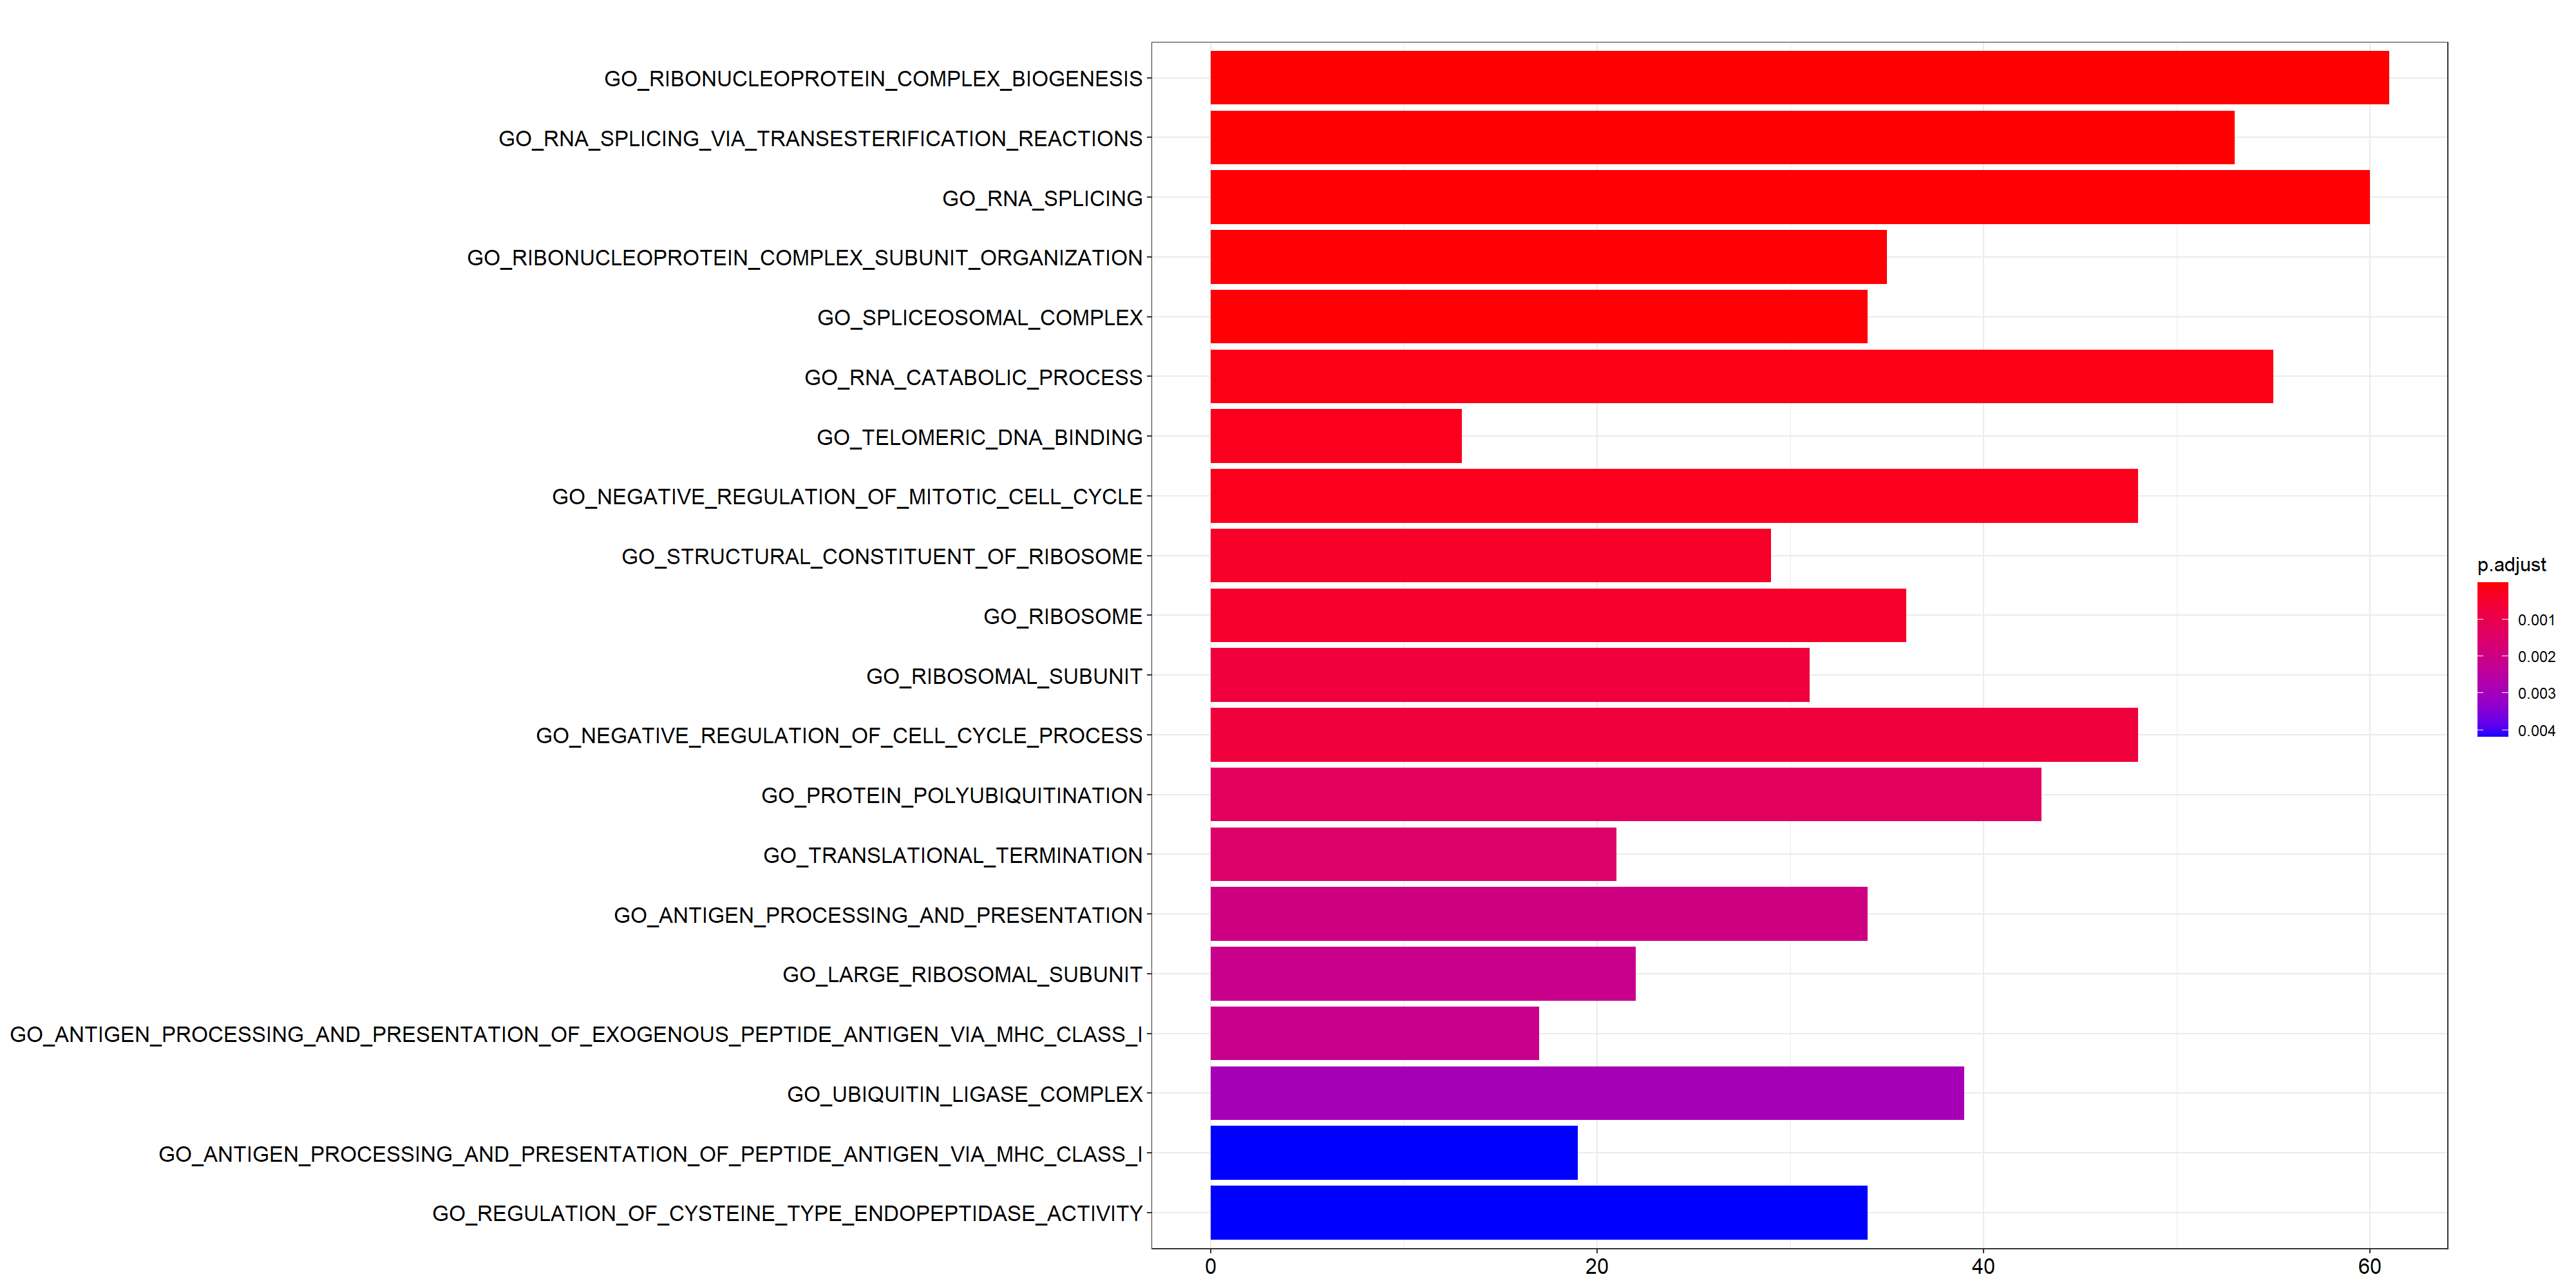 GO_RIBONUCLEOPROTEIN_COMPLEX_BIOGENESIS
GO_RNA_SPLICING_VIA_TRANSESTERIFICATION_REACTIONS
GO_RNA_SPLICING
GO_RIBONUCLEOPROTEIN_COMPLEX_SUBUNIT_ORGANIZATION
GO_SPLICEOSOMAL_COMPLEX
GO_RNA_CATABOLIC_PROCESS
GO_TELOMERIC_DNA_BINDING
GO_NEGATIVE_REGULATION_OF_MITOTIC_CELL_CYCLE
GO_STRUCTURAL_CONSTITUENT_OF_RIBOSOME
GO_RIBOSOME
GO_RIBOSOMAL_SUBUNIT
GO_NEGATIVE_REGULATION_OF_CELL_CYCLE_PROCESS
GO_PROTEIN_POLYUBIQUITINATION
GO_TRANSLATIONAL_TERMINATION
GO_ANTIGEN_PROCESSING_AND_PRESENTATION
GO_LARGE_RIBOSOMAL_SUBUNIT
GO_ANTIGEN_PROCESSING_AND_PRESENTATION_OF_EXOGENOUS_PEPTIDE_ANTIGEN_VIA_MHC_CLASS_I
GO_UBIQUITIN_LIGASE_COMPLEX
GO_ANTIGEN_PROCESSING_AND_PRESENTATION_OF_PEPTIDE_ANTIGEN_VIA_MHC_CLASS_I
GO_REGULATION_OF_CYSTEINE_TYPE_ENDOPEPTIDASE_ACTIVITY
0 20 40 60
p.adjust
0.001
0.002
0.003
0.004